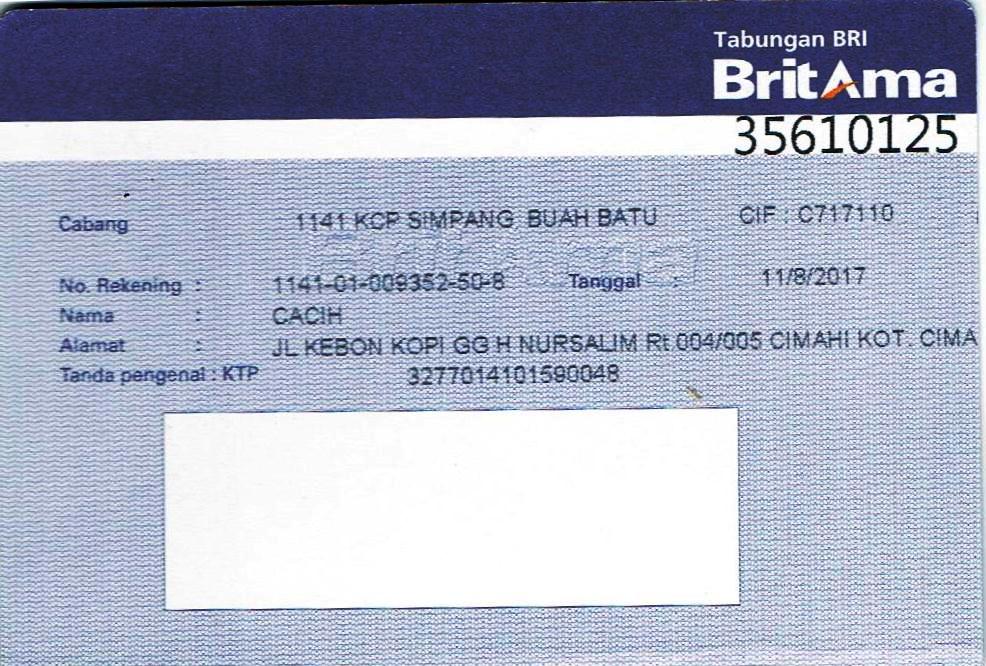 Tabungan BRI
BritAma
35610125
Cabang 1141 KCP SIMPANG BUAH BATU CIF : C717110
No. Rekening : 1141-01-009352-50-8 Tanggal : 11/8/2017
Nama : CACIH
Alamat : JL KEBON KOPI GG H NURSALIM Rt 004/005 CIMAHI KOT. CIMA
Tanda pengenal : KTP 3277014101590048